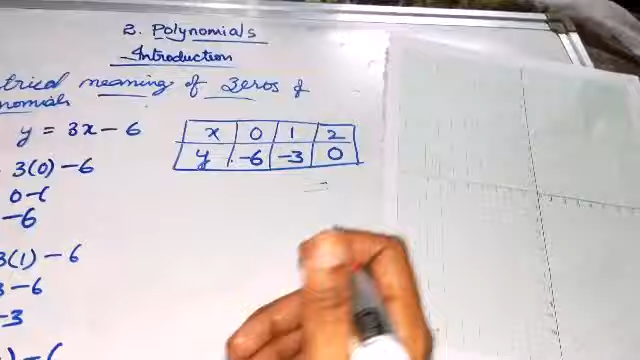 2. Polynomials
Introduction
trical meaning of Zeros of
nomials
y = 3x - 6
x 0 1 2
y -6 -3 0
3(0) - 6
0 - 6
-6
3(1) - 6
3 - 6
-3